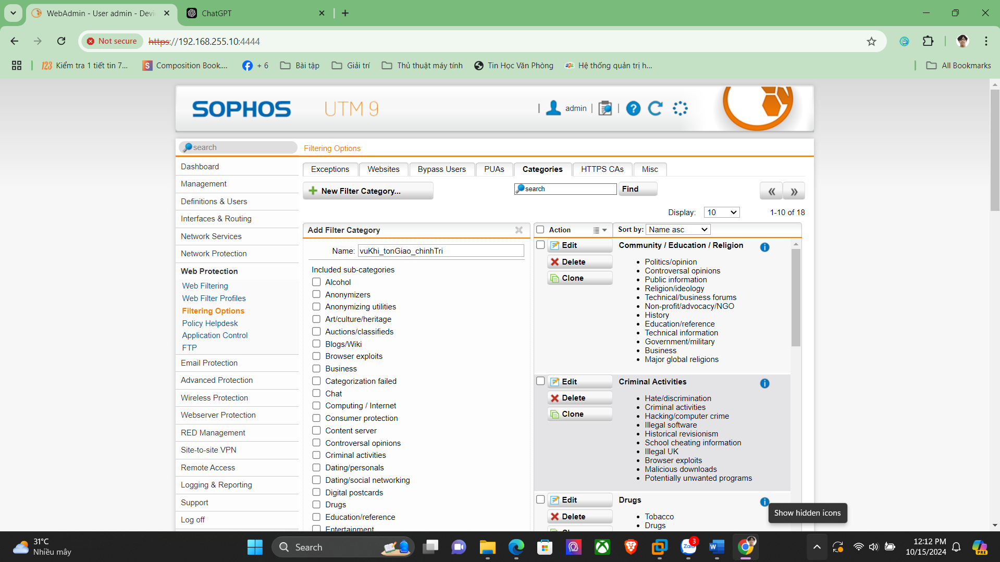 WebAdmin - User admin - Devi
ChatGPT
Not secure
https://192.168.255.10:4444
Kiểm tra 1 tiết tin 7...
Composition Book....
+ 6
Bài tập
Giải trí
Thủ thuật máy tính
Tin Học Văn Phòng
Hệ thống quản trị h...
All Bookmarks
SOPHOS UTM 9
admin
search
Filtering Options
Dashboard
Management
Definitions & Users
Interfaces & Routing
Network Services
Network Protection
Web Protection
Web Filtering
Web Filter Profiles
Filtering Options
Policy Helpdesk
Application Control
FTP
Email Protection
Advanced Protection
Wireless Protection
Webserver Protection
RED Management
Site-to-site VPN
Remote Access
Logging & Reporting
Support
Log off
Exceptions
Websites
Bypass Users
PUAs
Categories
HTTPS CAs
Misc
New Filter Category...
search
Find
Display: 10
1-10 of 18
Add Filter Category
Name: vuKhi_tonGiao_chinhTri
Included sub-categories
Alcohol
Anonymizers
Anonymizing utilities
Art/culture/heritage
Auctions/classifieds
Blogs/Wiki
Browser exploits
Business
Categorization failed
Chat
Computing / Internet
Consumer protection
Content server
Controversal opinions
Criminal activities
Dating/personals
Dating/social networking
Digital postcards
Drugs
Education/reference
Entertainment
Action
Sort by: Name asc
Edit
Delete
Clone
Community / Education / Religion
Politics/opinion
Controversal opinions
Public information
Religion/ideology
Technical/business forums
Non-profit/advocacy/NGO
History
Education/reference
Technical information
Government/military
Business
Major global religions
Edit
Delete
Clone
Criminal Activities
Hate/discrimination
Criminal activities
Hacking/computer crime
Illegal software
Historical revisionism
School cheating information
Illegal UK
Browser exploits
Malicious downloads
Potentially unwanted programs
Edit
Delete
Clone
Drugs
Tobacco
Drugs
Show hidden icons
31°C
Nhiều mây
Search
Zalo
3
12:12 PM
10/15/2024
PRE